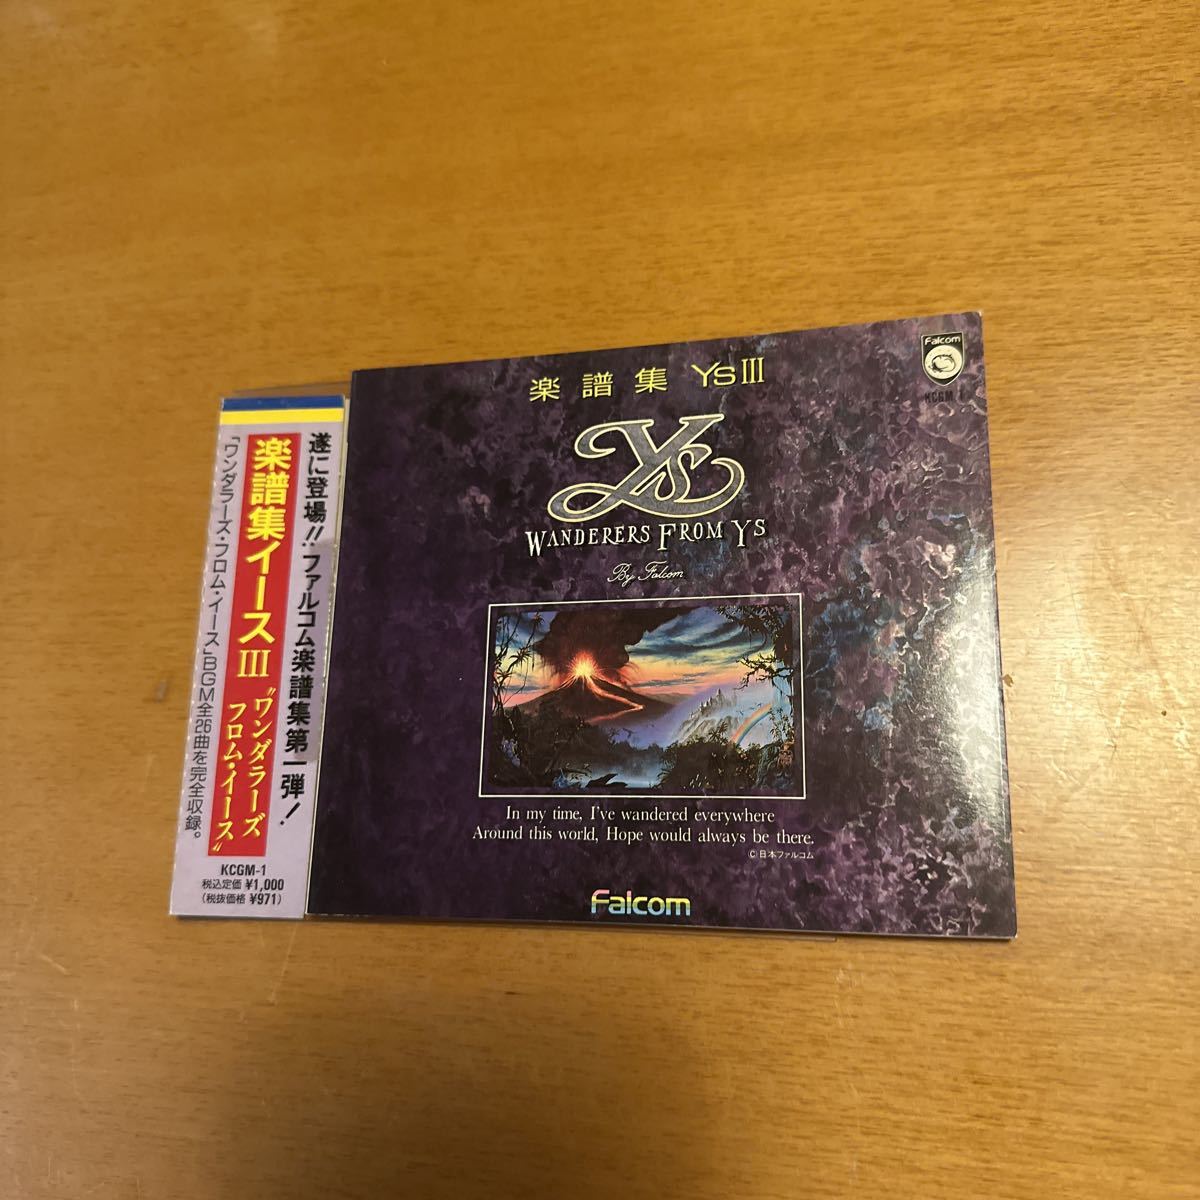 遂に登場!!ファルコム楽譜集第一弾!
楽譜集イースIII
"ワンダラーズ
フロム・イース"
「ワンダラーズ・フロム・イース」BGM全26曲を完全収録。
KCGM-1
税込定価 ¥1,000
(税抜価格 ¥971)
楽譜集 YSIII
Falcom
KCGM-1
Ys
WANDERERS FROM YS
By Falcom
In my time, I've wandered everywhere
Around this world, Hope would always be there.
©日本ファルコム
Falcom